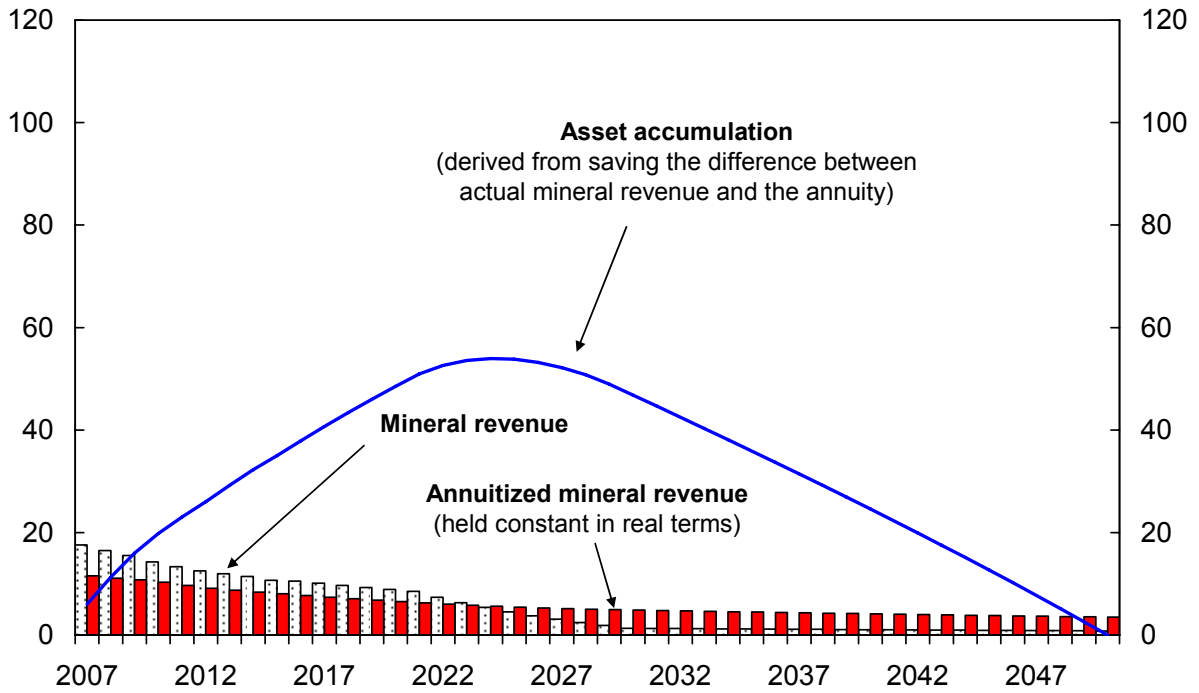 120 120
100 100
Asset accumulation
(derived from saving the difference between
actual mineral revenue and the annuity)
80 80
60 60
40 40
Mineral revenue
Annuitized mineral revenue
(held constant in real terms)
20 20
0 0
2007 2012 2017 2022 2027 2032 2037 2042 2047